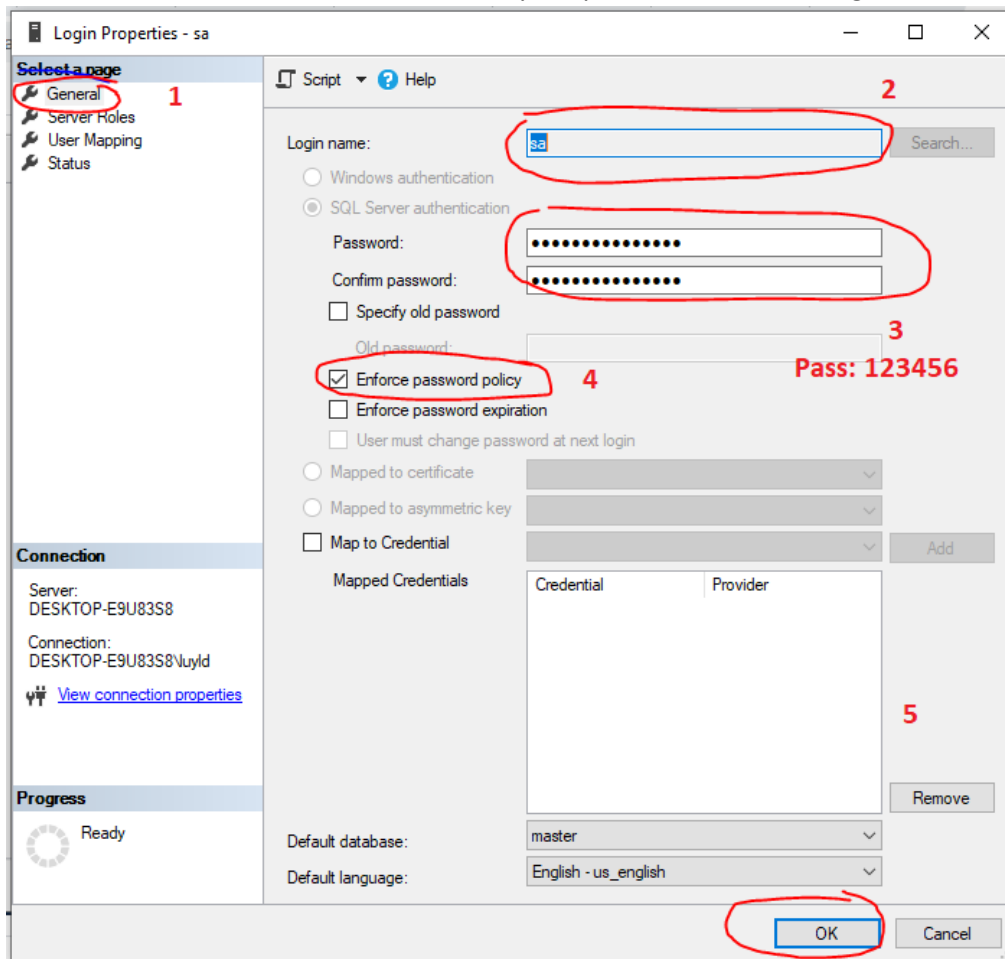 Login Properties - sa
Select a page
General
1
Server Roles
User Mapping
Status
Script
Help
2
Login name:
sa
Search...
Windows authentication
SQL Server authentication
Password:
●●●●●●●●●●●●●●●
Confirm password:
●●●●●●●●●●●●●●●
Specify old password
3
Old password:
Pass: 123456
Enforce password policy
4
Enforce password expiration
User must change password at next login
Mapped to certificate
Mapped to asymmetric key
Map to Credential
Add
Mapped Credentials
Credential
Provider
Connection
Server:
DESKTOP-E9U83S8
Connection:
DESKTOP-E9U83S8\luyld
View connection properties
5
Progress
Ready
Remove
Default database:
master
Default language:
English - us_english
OK
Cancel